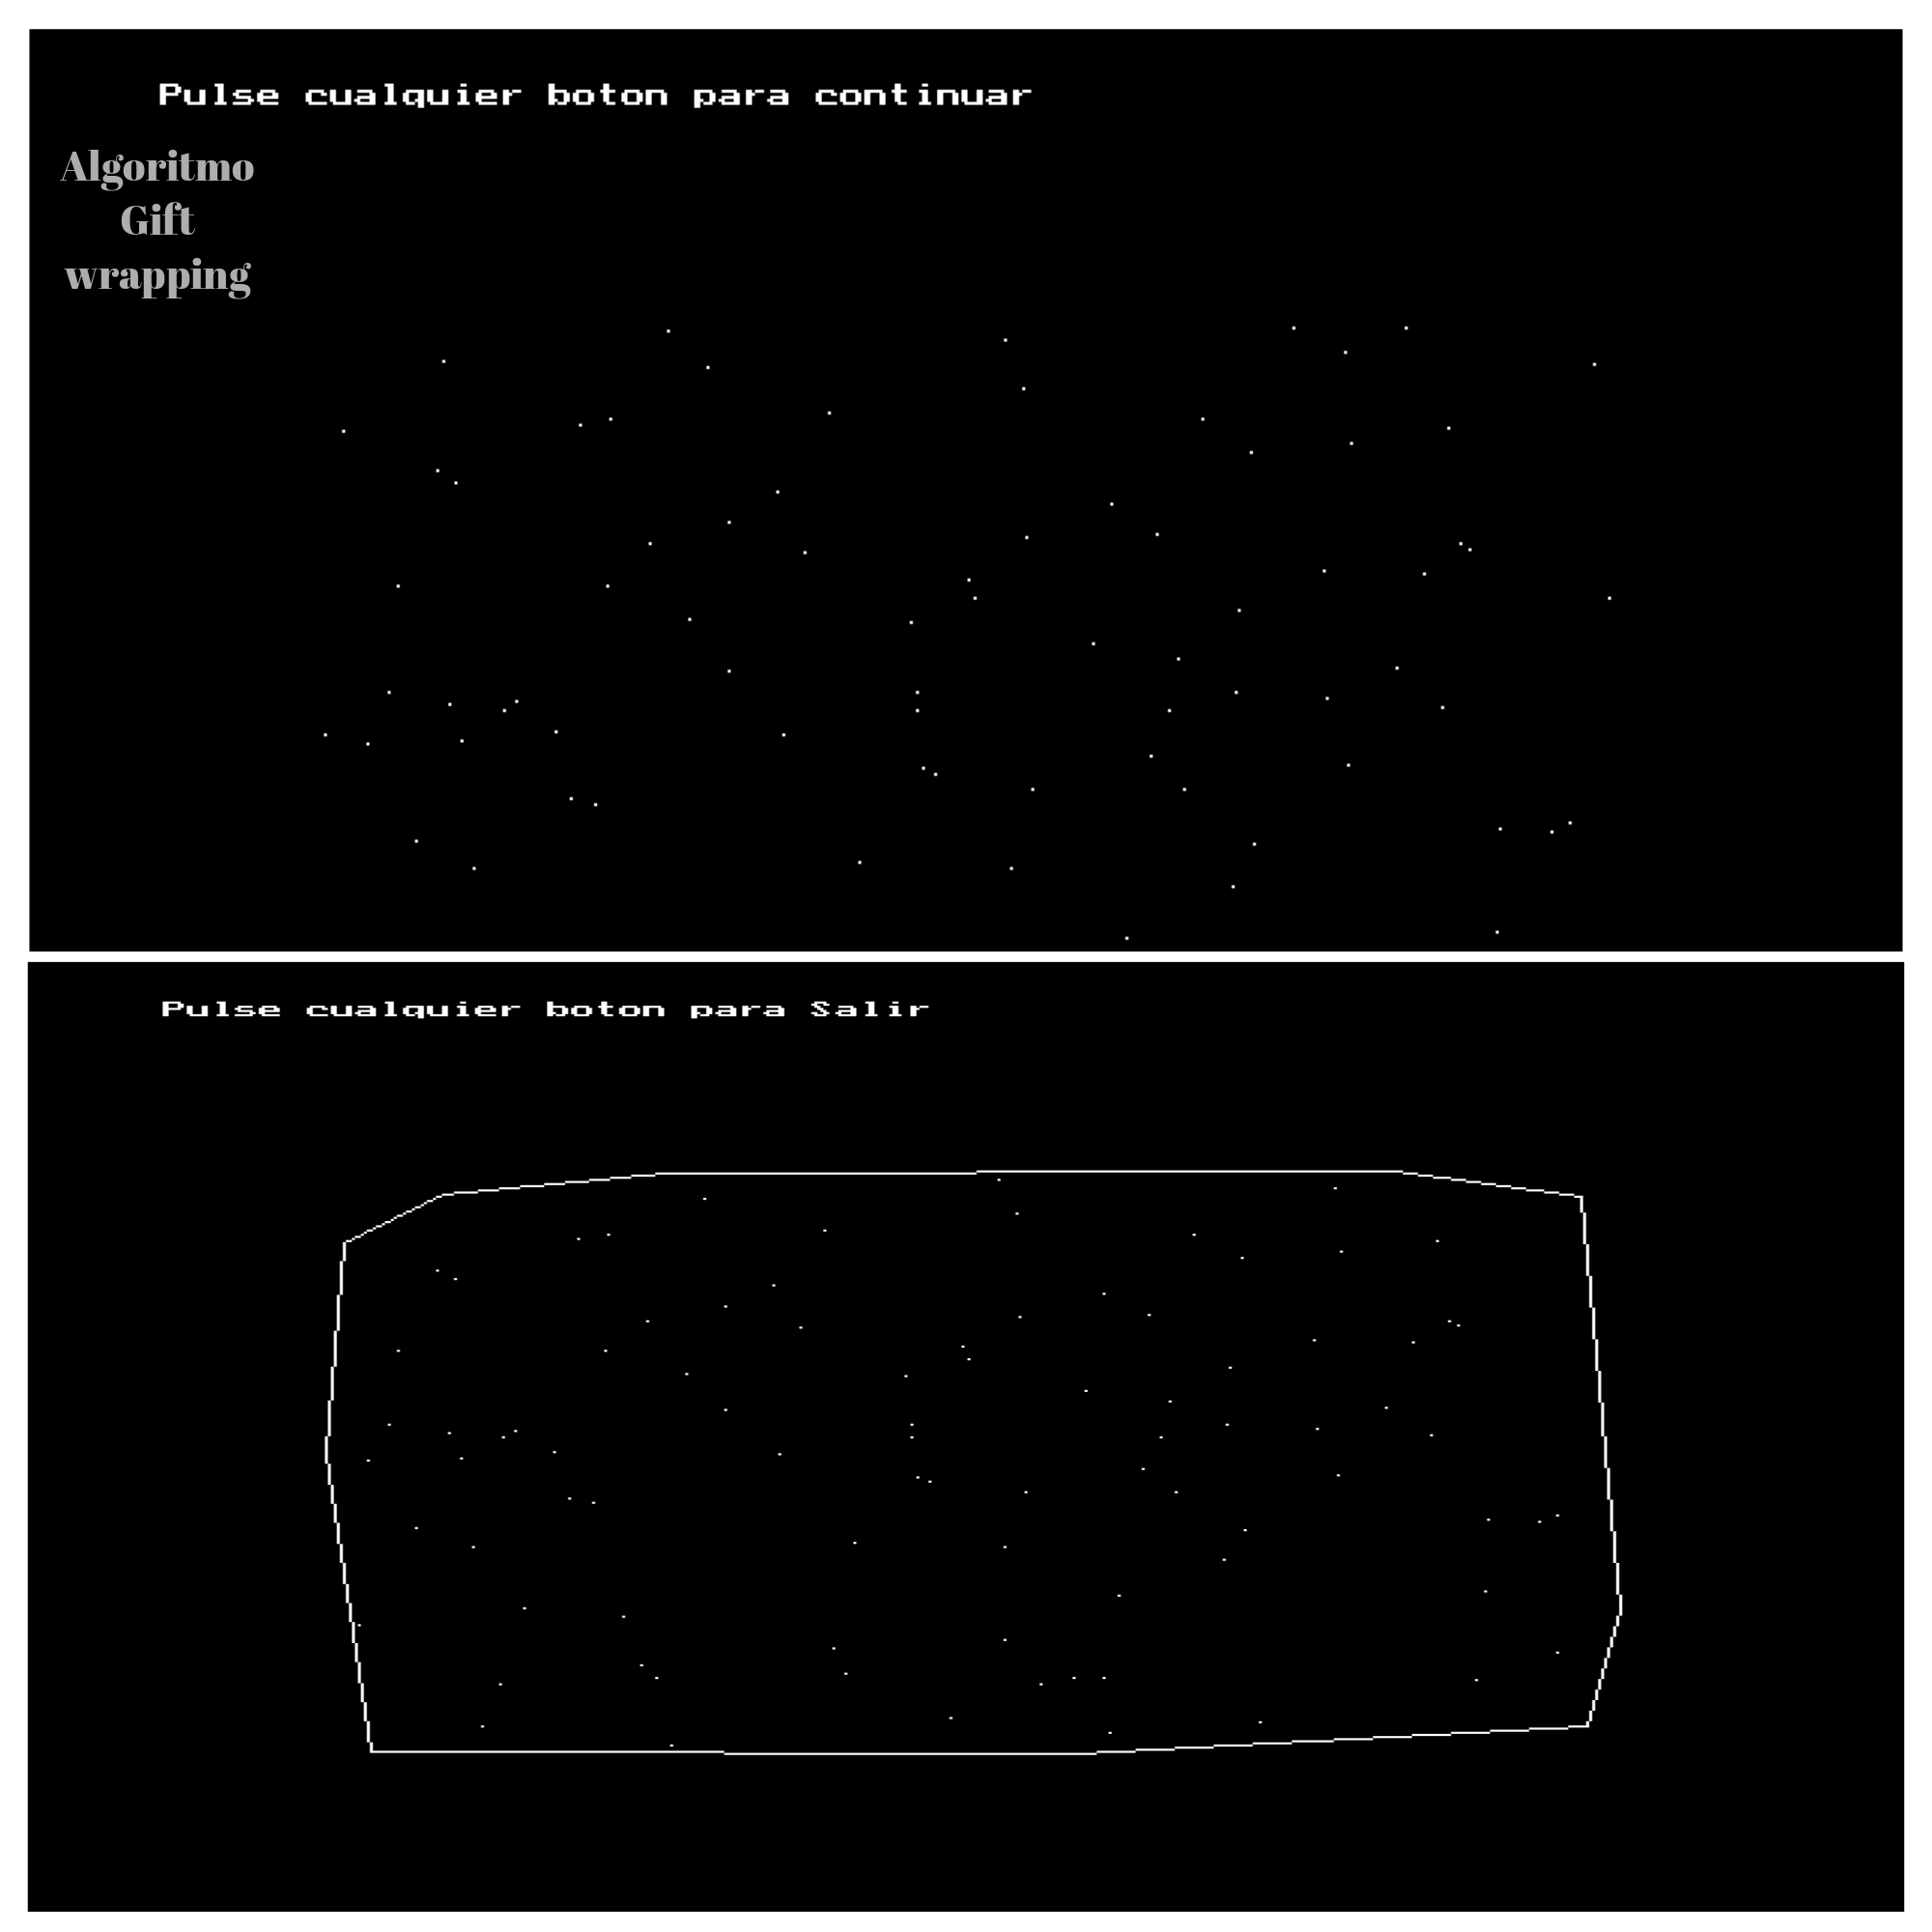 Pulse cualquier boton para continuar
Algoritmo
Gift
wrapping
Pulse cualquier boton para Salir